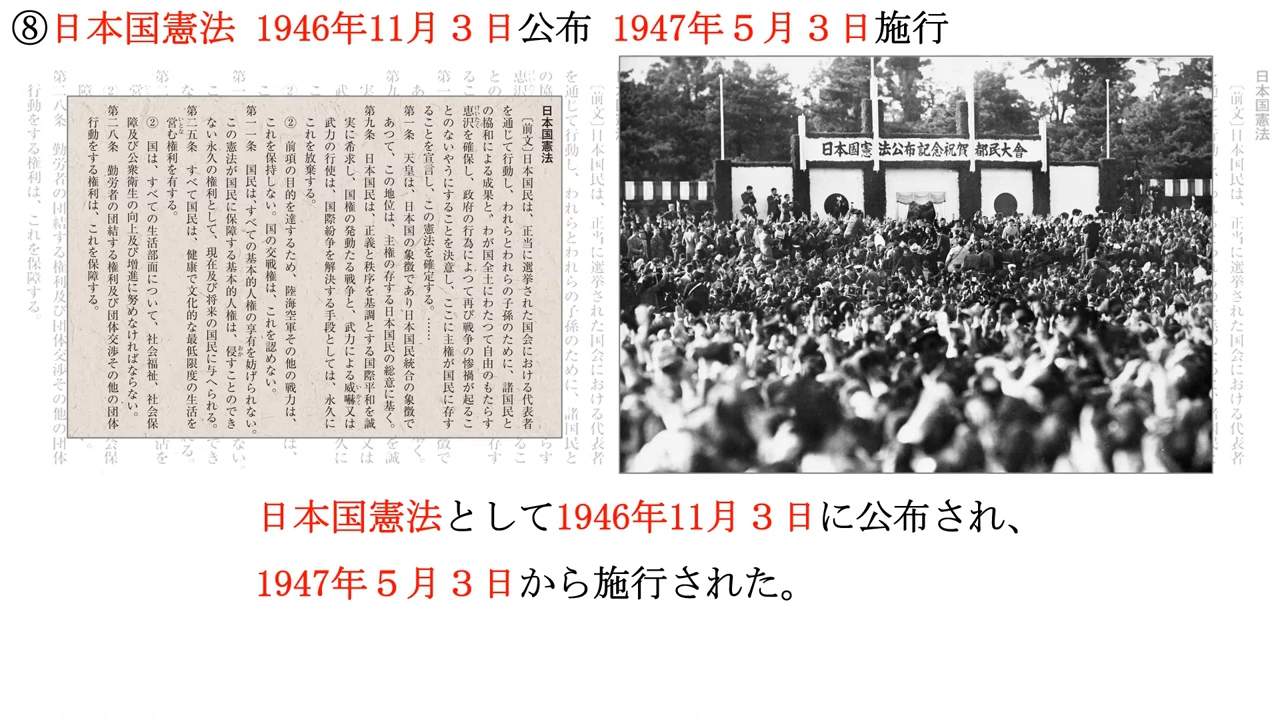 ⑧日本国憲法 1946年11月３日公布 1947年５月３日施行
日本国憲法
〔前文〕日本国民は、正当に選挙された国会における代表者
を通じて行動し、われらとわれらの子孫のために、諸国民と
の協和による成果と、わが国全土にわたつて自由のもたらす
恵沢を確保し、政府の行為によつて再び戦争の惨禍が起るこ
とのないやうにすることを決意し、ここに主権が国民に存す
ることを宣言し、この憲法を確定する。……
第一条　天皇は、日本国の象徴であり日本国民統合の象徴で
あつて、この地位は、主権の存する日本国民の総意に基く。
第九条　日本国民は、正義と秩序を基調とする国際平和を誠
実に希求し、国権の発動たる戦争と、武力による威嚇又は
武力の行使は、国際紛争を解決する手段としては、永久に
これを放棄する。
②　前項の目的を達するため、陸海空軍その他の戦力は、
これを保持しない。国の交戦権は、これを認めない。
第一一条　国民は、すべての基本的人権の享有を妨げられない。
この憲法が国民に保障する基本的人権は、侵すことのでき
ない永久の権利として、現在及び将来の国民に与へられる。
第二五条　すべて国民は、健康で文化的な最低限度の生活を
営む権利を有する。
②　国は、すべての生活部面について、社会福祉、社会保
障及び公衆衛生の向上及び増進に努めなければならない。
第二八条　勤労者の団結する権利及び団体交渉その他の団体
行動をする権利は、これを保障する。
日本國憲法公布記念祝賀都民大會
日本国憲法として1946年11月３日に公布され、
1947年５月３日から施行された。